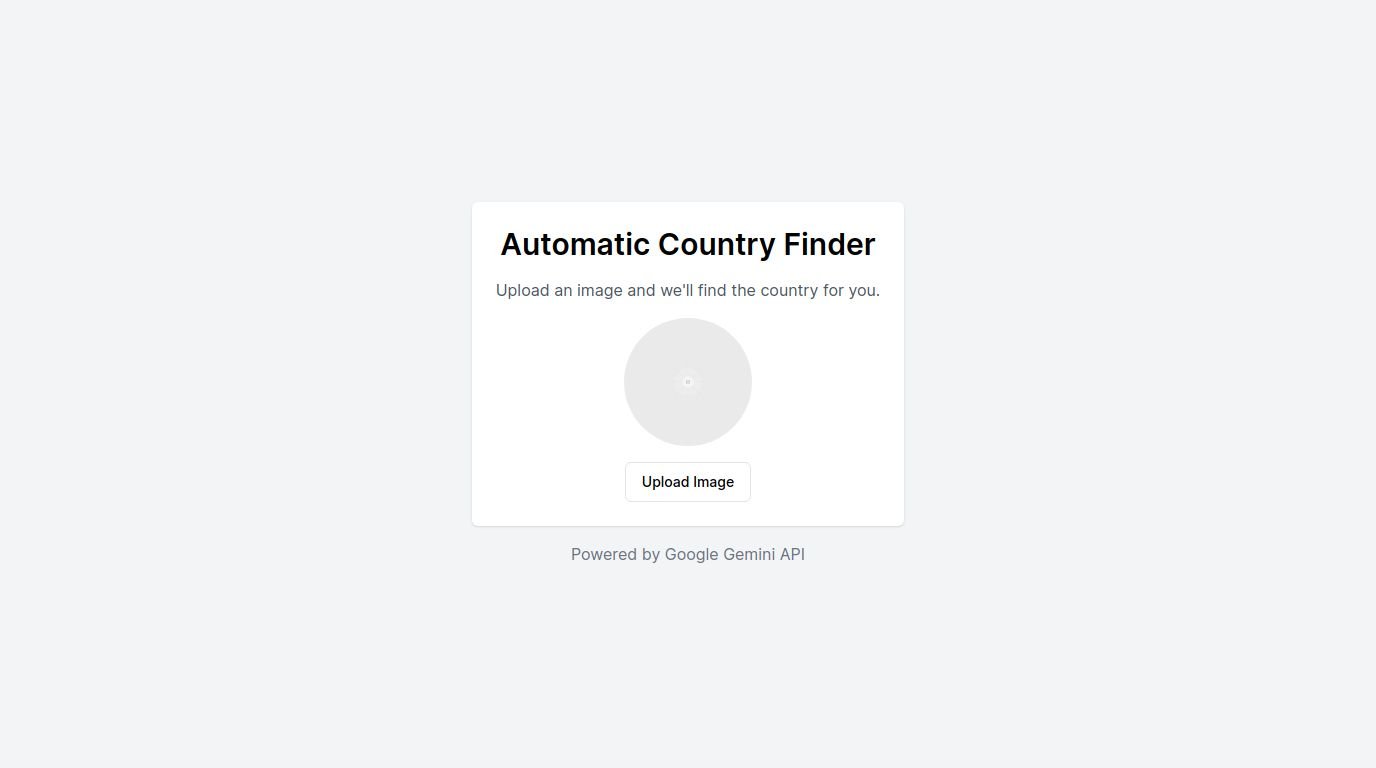 Automatic Country Finder
Upload an image and we'll find the country for you.
Upload Image
Powered by Google Gemini API